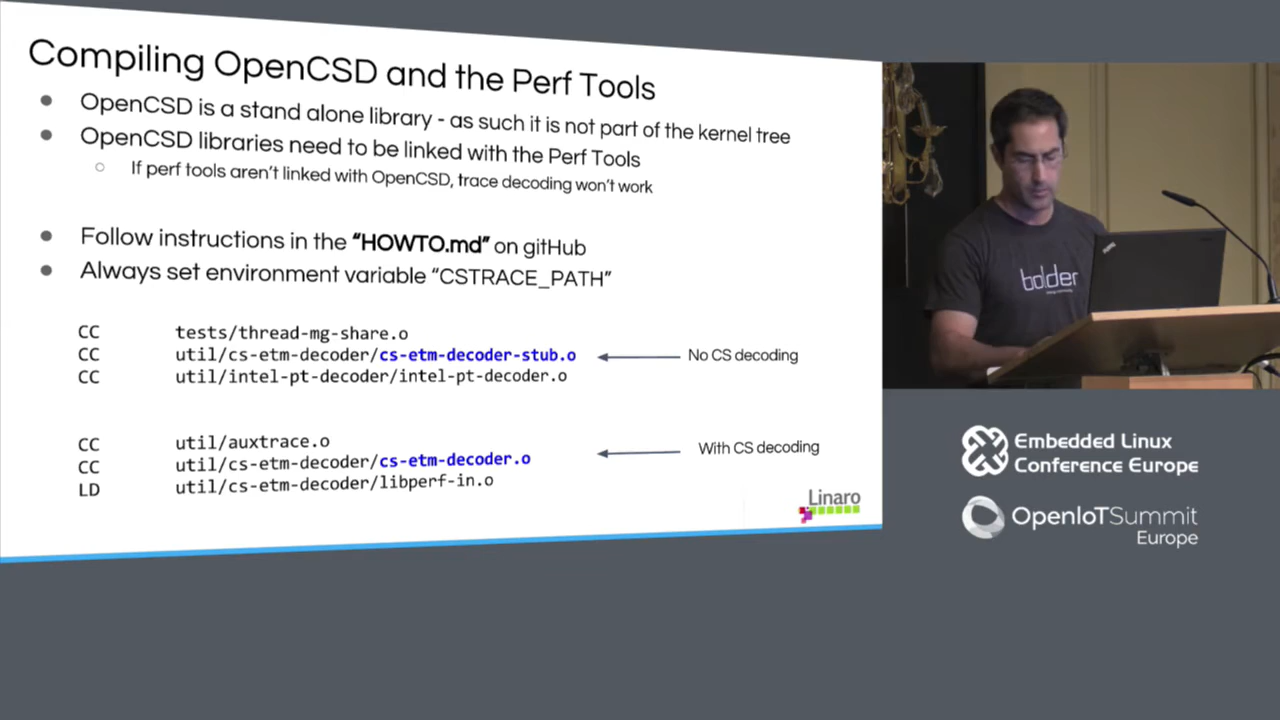 Compiling OpenCSD and the Perf Tools
OpenCSD is a stand alone library - as such it is not part of the kernel tree
OpenCSD libraries need to be linked with the Perf Tools
If perf tools aren't linked with OpenCSD, trace decoding won't work
Follow instructions in the “HOWTO.md” on gitHub
Always set environment variable “CSTRACE_PATH”
CC tests/thread-mg-share.o
CC util/cs-etm-decoder/cs-etm-decoder-stub.o No CS decoding
CC util/intel-pt-decoder/intel-pt-decoder.o
CC util/auxtrace.o
CC util/cs-etm-decoder/cs-etm-decoder.o With CS decoding
LD util/cs-etm-decoder/libperf-in.o
Linaro
bolder
Embedded Linux
Conference Europe
OpenIoTSummit
Europe